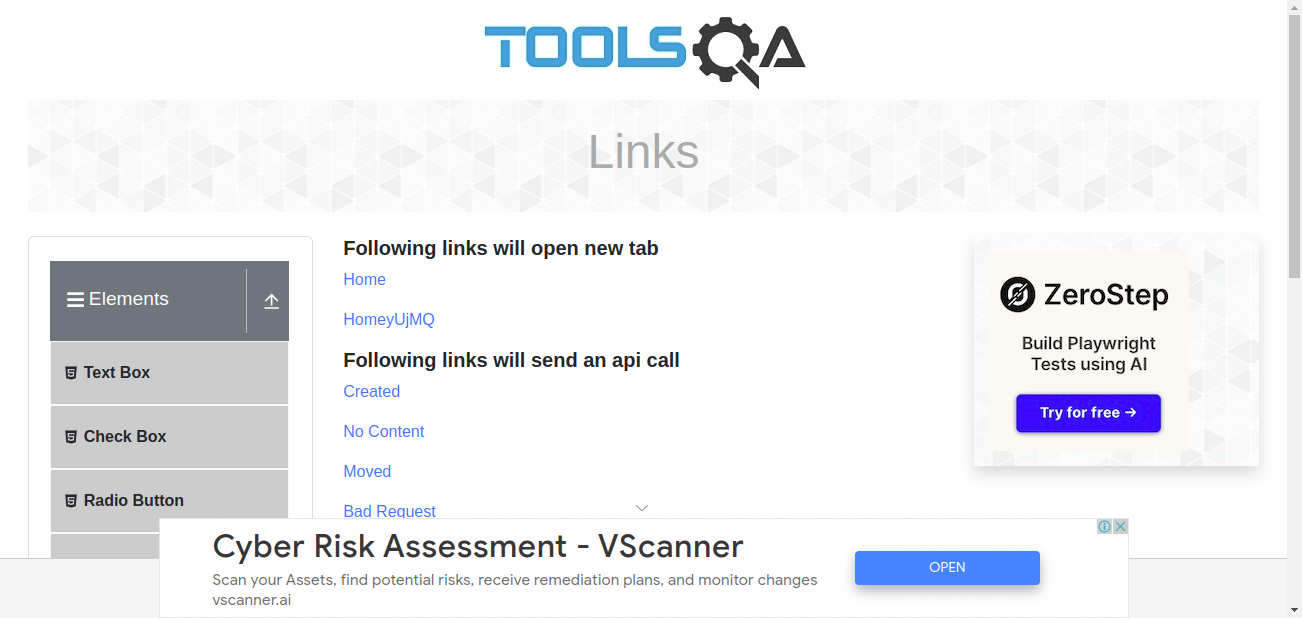 TOOLSQA
Links
Elements
Text Box
Check Box
Radio Button
Following links will open new tab
Home
HomeyUjMQ
Following links will send an api call
Created
No Content
Moved
Bad Request
ZeroStep
Build Playwright
Tests using AI
Try for free →
Cyber Risk Assessment - VScanner
Scan your Assets, find potential risks, receive remediation plans, and monitor changes
vscanner.ai
OPEN